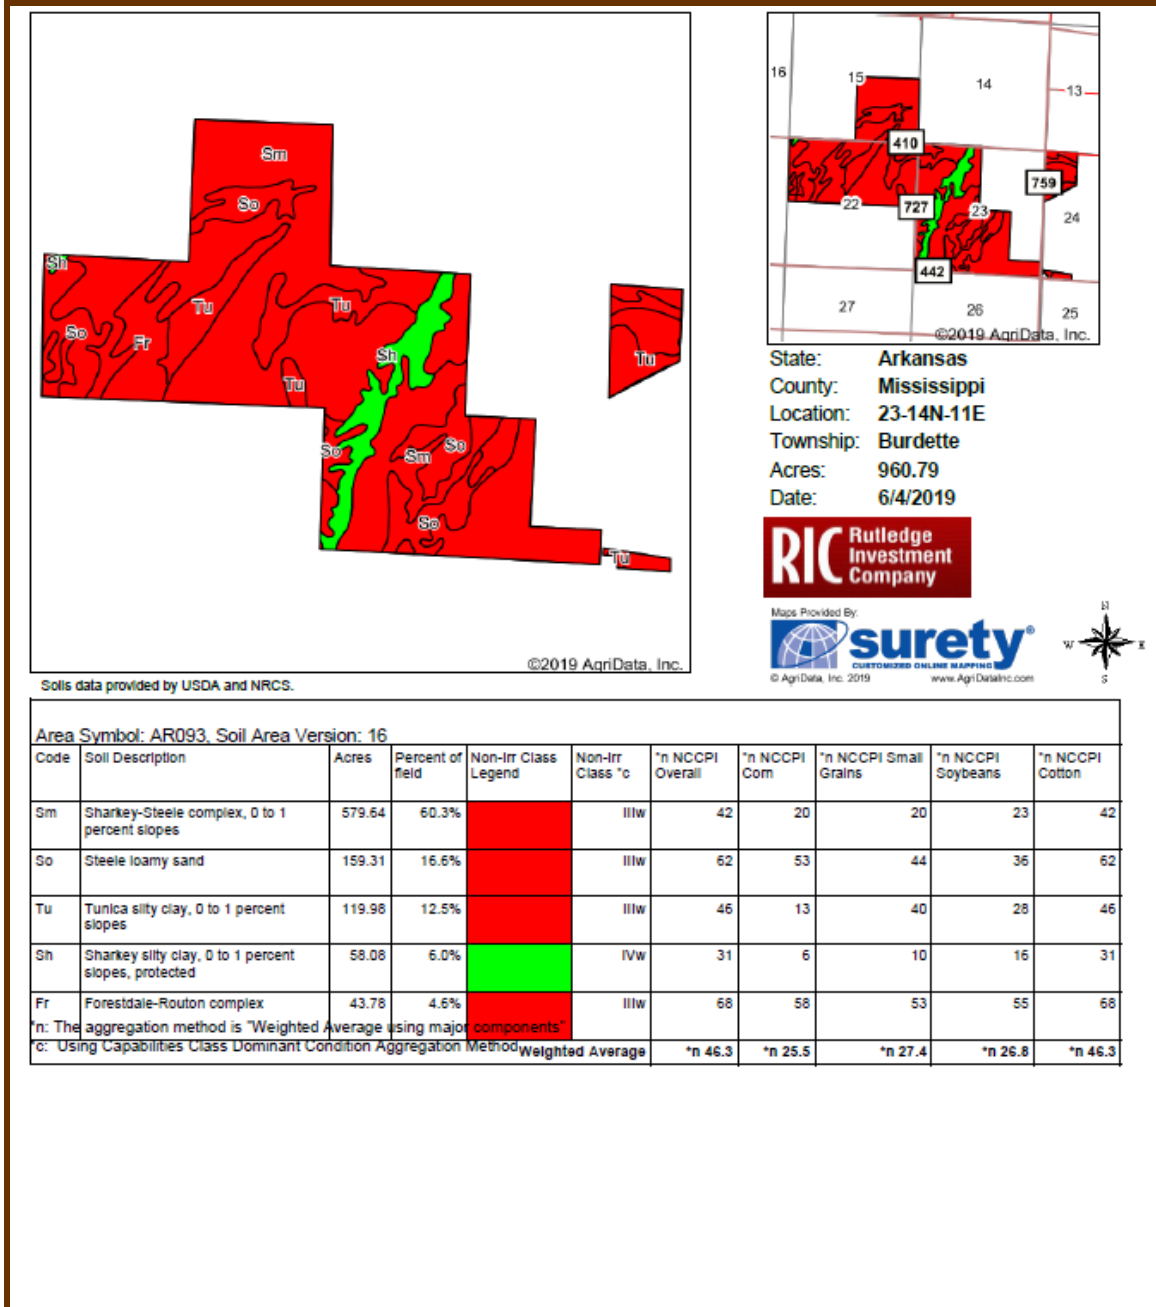 Sm
So
Sh
Tu
Tu
So
Fr
Sh
Tu
Tu
So
Sm
So
So
Tu
©2019 AgriData, Inc.
16
15
14
13
410
759
22
727
23
24
442
27
26
25
©2019 AgriData, Inc.
State: Arkansas
County: Mississippi
Location: 23-14N-11E
Township: Burdette
Acres: 960.79
Date: 6/4/2019
RIC Rutledge
Investment
Company
Maps Provided By:
surety®
CUSTOMIZED ONLINE MAPPING
© AgriData, Inc. 2019 www.AgriDataInc.com
N
W E
S
Soils data provided by USDA and NRCS.
Area Symbol: AR093, Soil Area Version: 16
Code Soil Description Acres Percent of field Non-Irr Class Legend Non-Irr Class *c *n NCCPI Overall *n NCCPI Corn *n NCCPI Small Grains *n NCCPI Soybeans *n NCCPI Cotton
Sm Sharkey-Steele complex, 0 to 1 percent slopes 579.64 60.3% IIIw 42 20 20 23 42
So Steele loamy sand 159.31 16.6% IIIw 62 53 44 36 62
Tu Tunica silty clay, 0 to 1 percent slopes 119.98 12.5% IIIw 46 13 40 28 46
Sh Sharkey silty clay, 0 to 1 percent slopes, protected 58.08 6.0% IVw 31 6 10 16 31
Fr Forestdale-Routon complex 43.78 4.6% IIIw 68 58 53 55 68
*n: The aggregation method is "Weighted Average using major components"
*c: Using Capabilities Class Dominant Condition Aggregation Method
Weighted Average *n 46.3 *n 25.5 *n 27.4 *n 26.8 *n 46.3